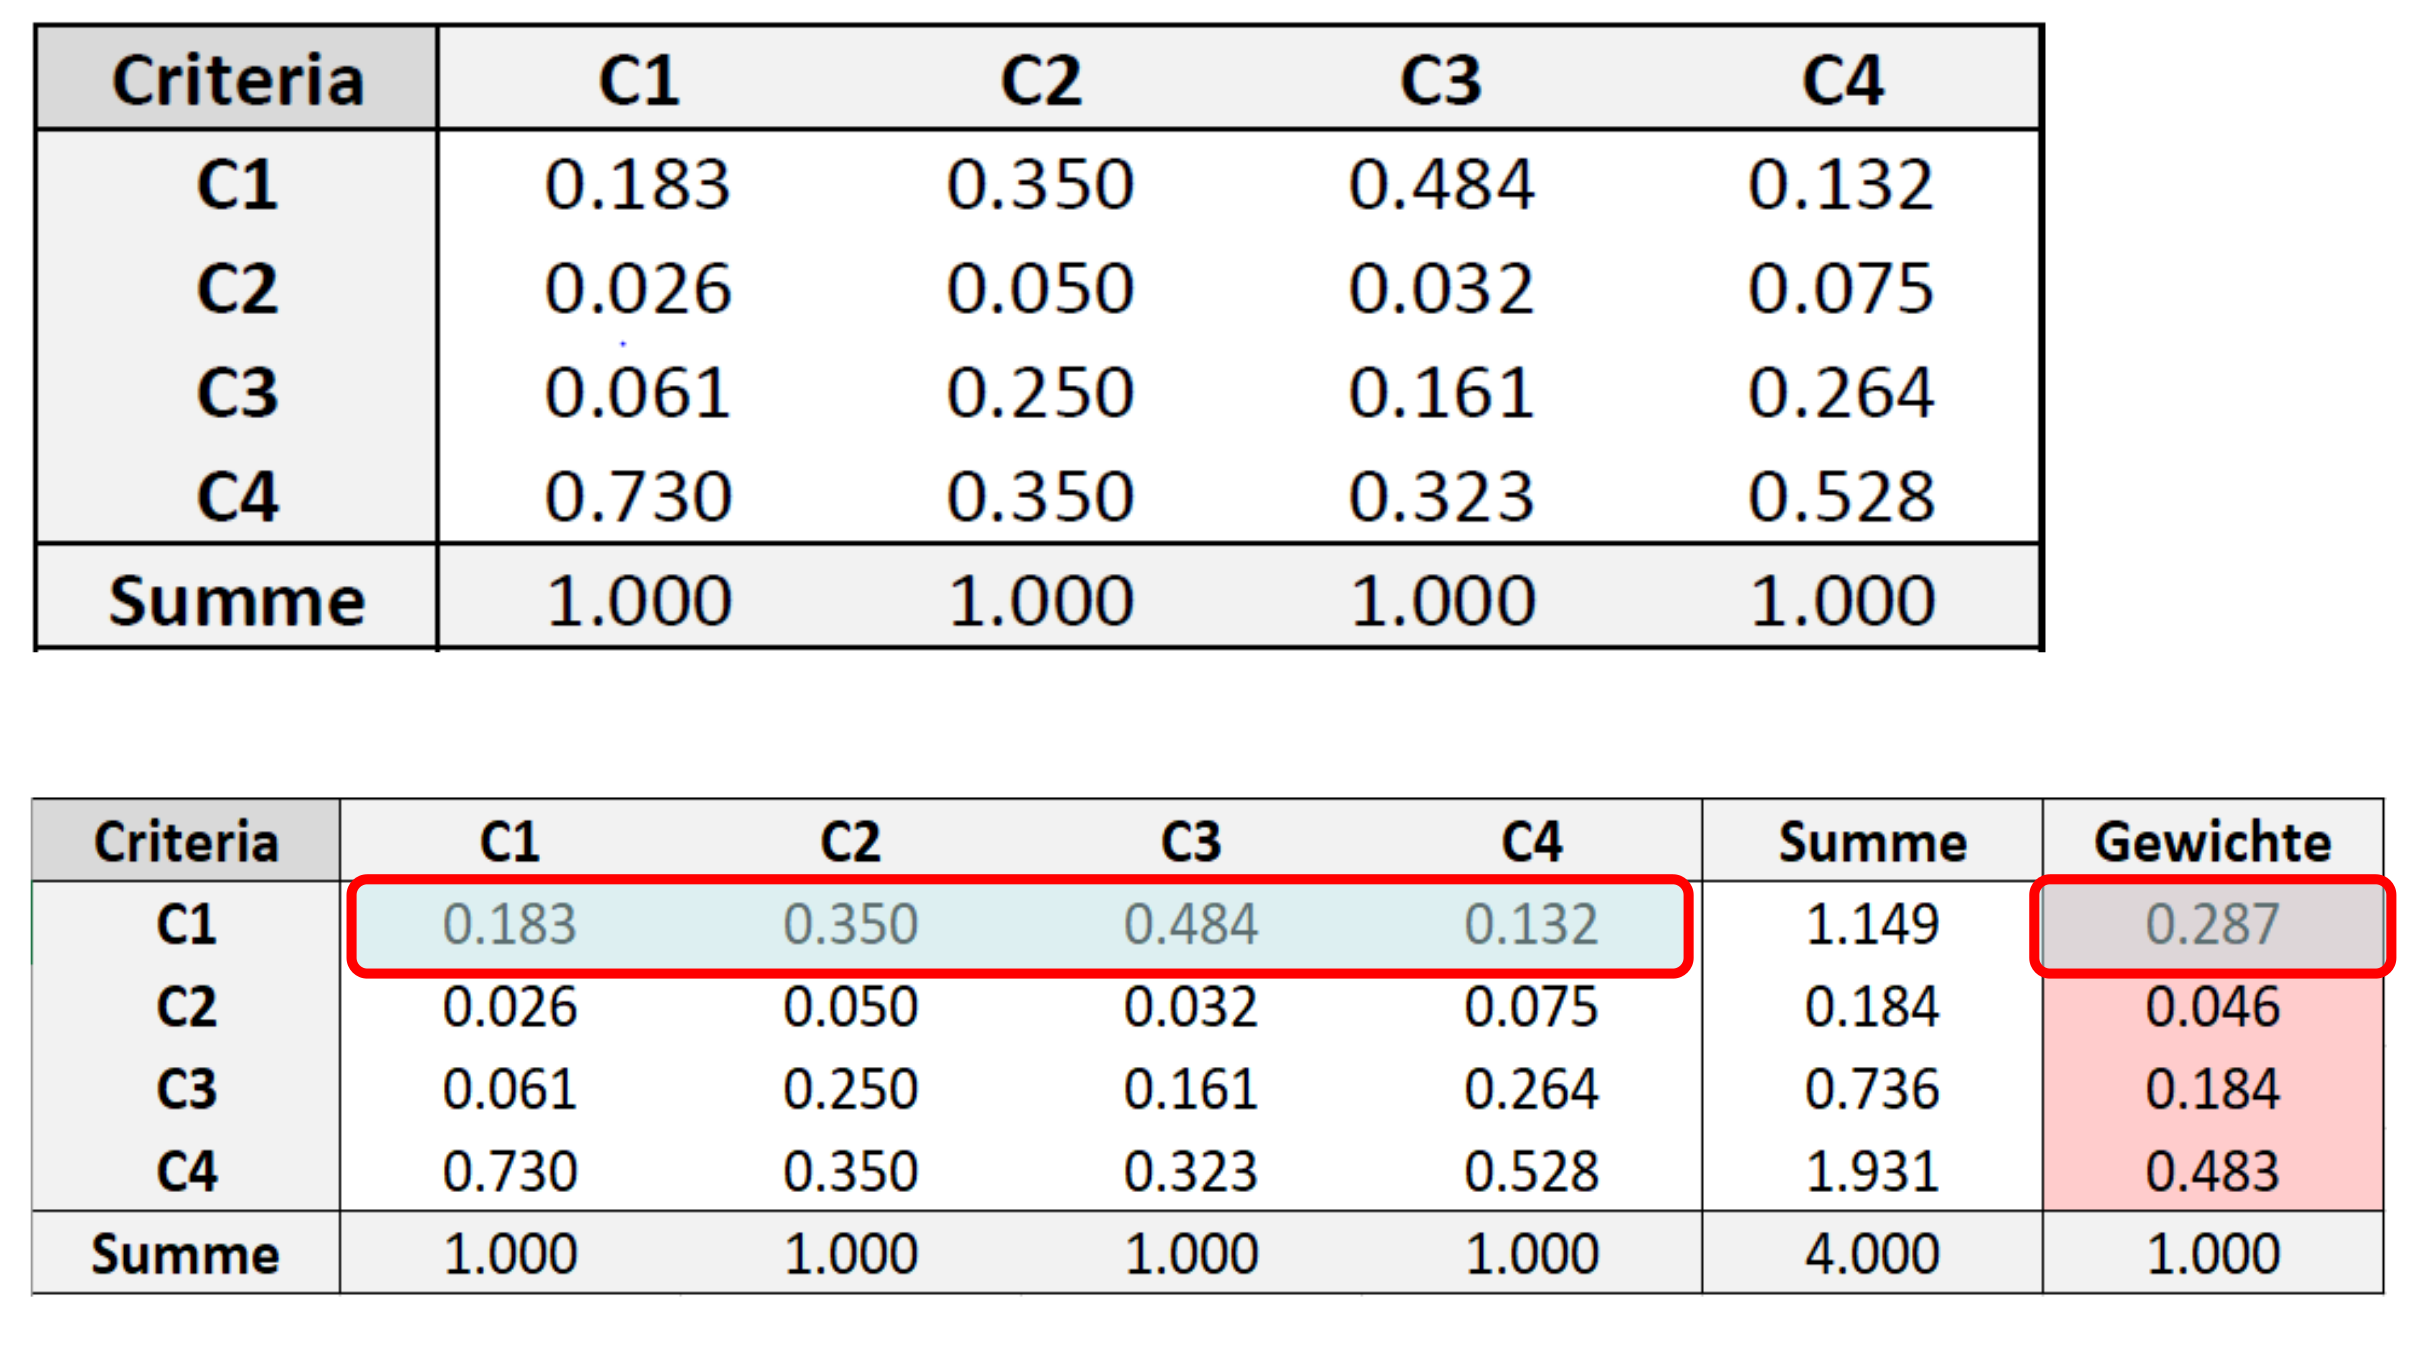 Criteria C1 C2 C3 C4
C1 0.183 0.350 0.484 0.132
C2 0.026 0.050 0.032 0.075
C3 0.061 0.250 0.161 0.264
C4 0.730 0.350 0.323 0.528
Summe 1.000 1.000 1.000 1.000
Criteria C1 C2 C3 C4 Summe Gewichte
C1 0.183 0.350 0.484 0.132 1.149 0.287
C2 0.026 0.050 0.032 0.075 0.184 0.046
C3 0.061 0.250 0.161 0.264 0.736 0.184
C4 0.730 0.350 0.323 0.528 1.931 0.483
Summe 1.000 1.000 1.000 1.000 4.000 1.000